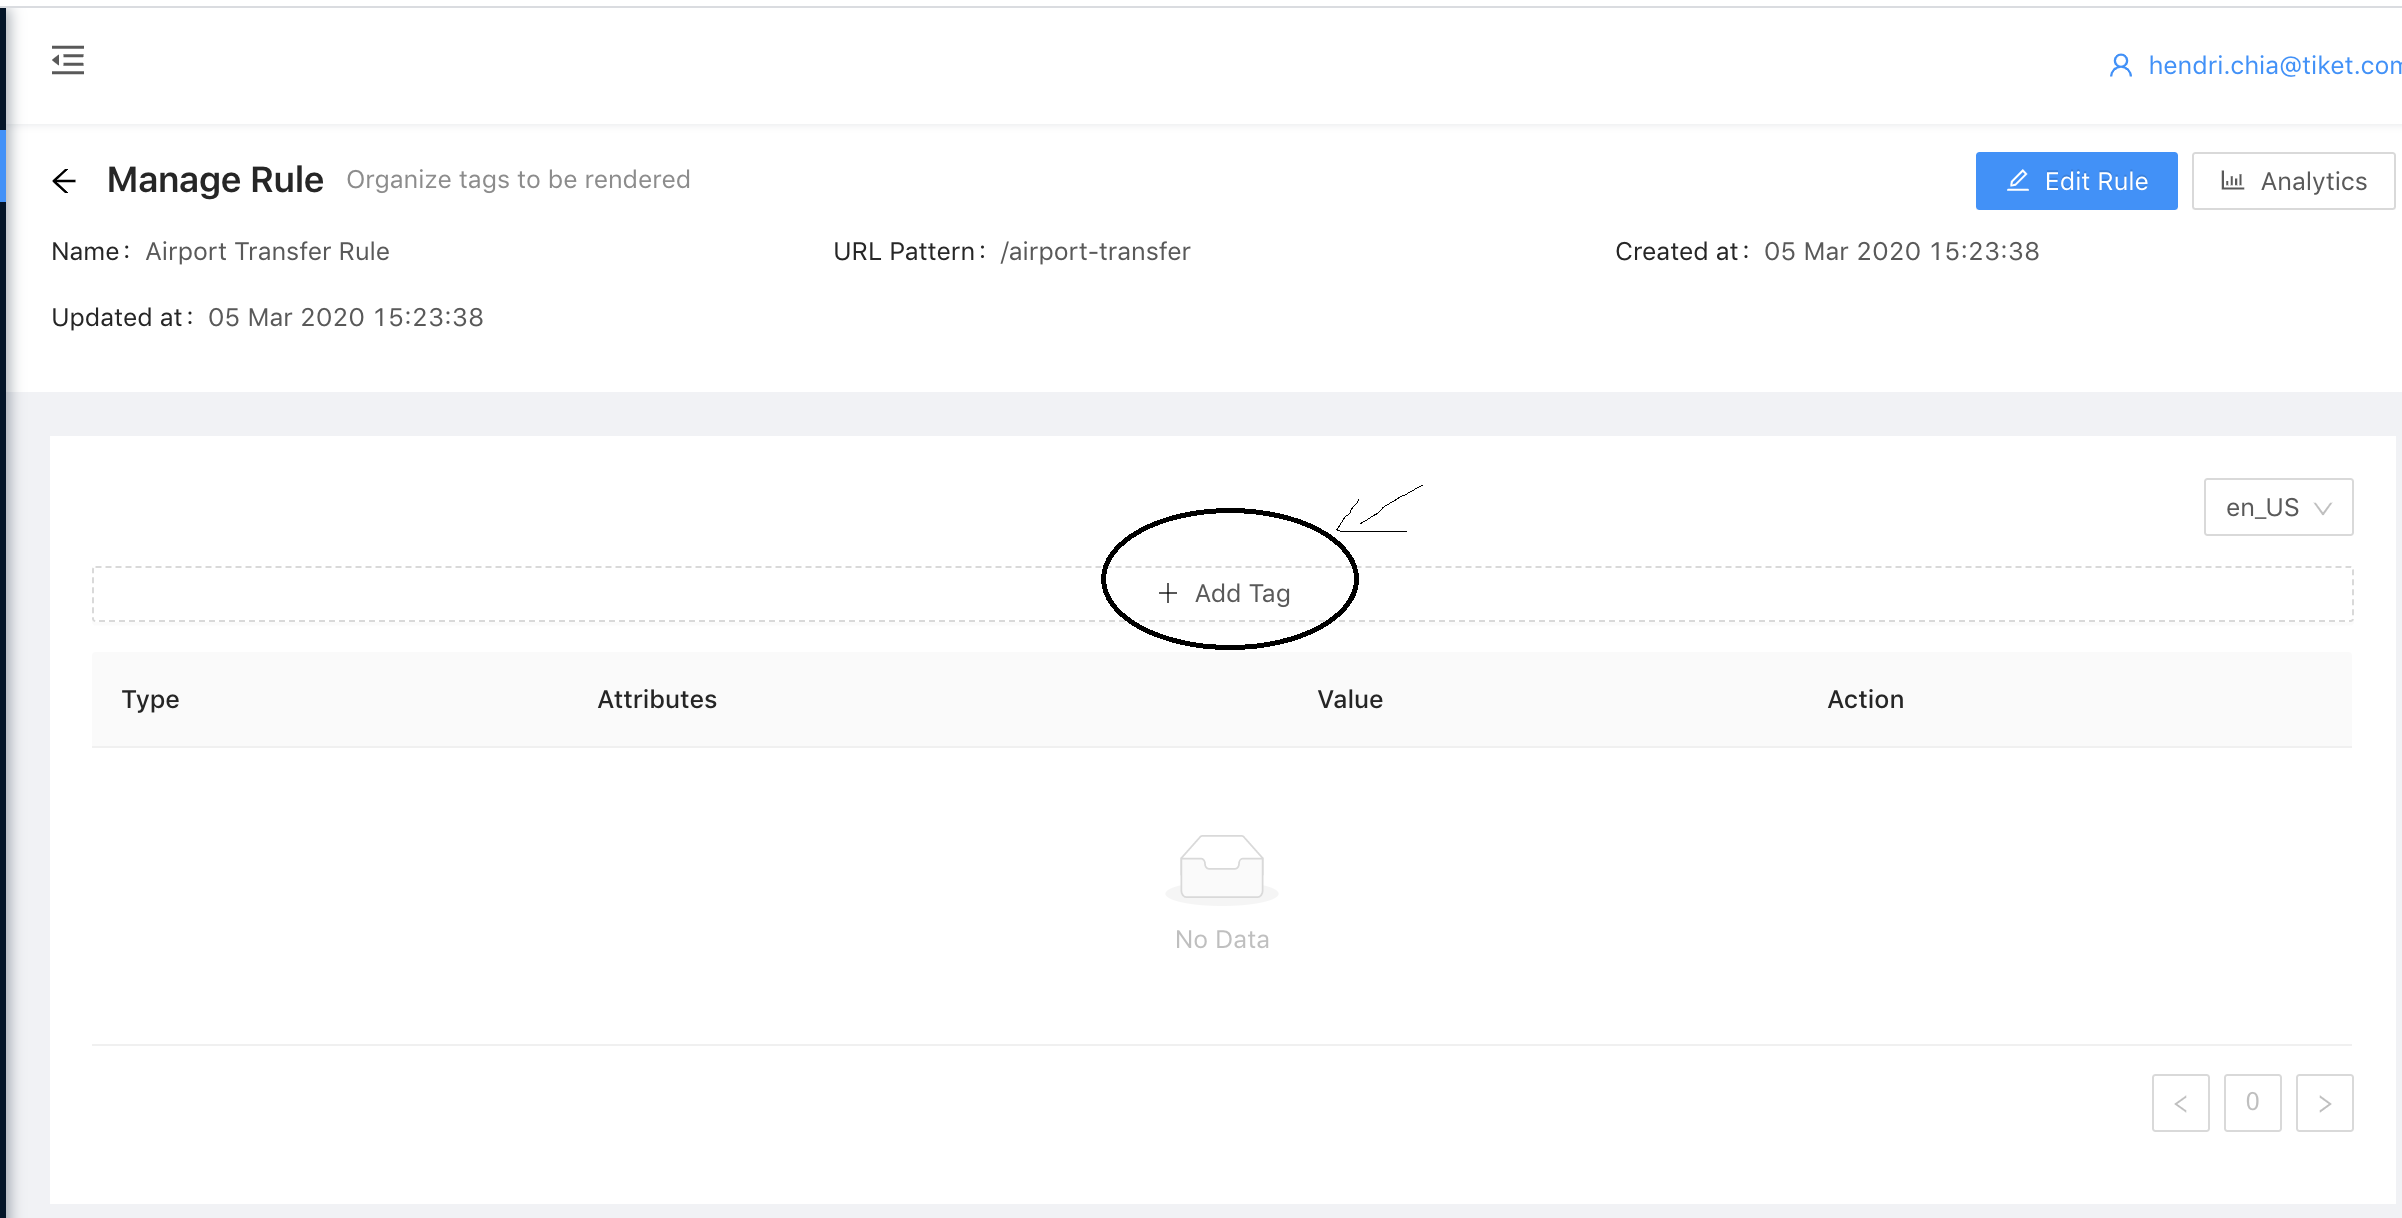 hendri.chia@tiket.com
Manage Rule Organize tags to be rendered
Edit Rule
Analytics
Name: Airport Transfer Rule
URL Pattern: /airport-transfer
Created at: 05 Mar 2020 15:23:38
Updated at: 05 Mar 2020 15:23:38
en_US
+ Add Tag
Type Attributes Value Action
No Data
< 0 >